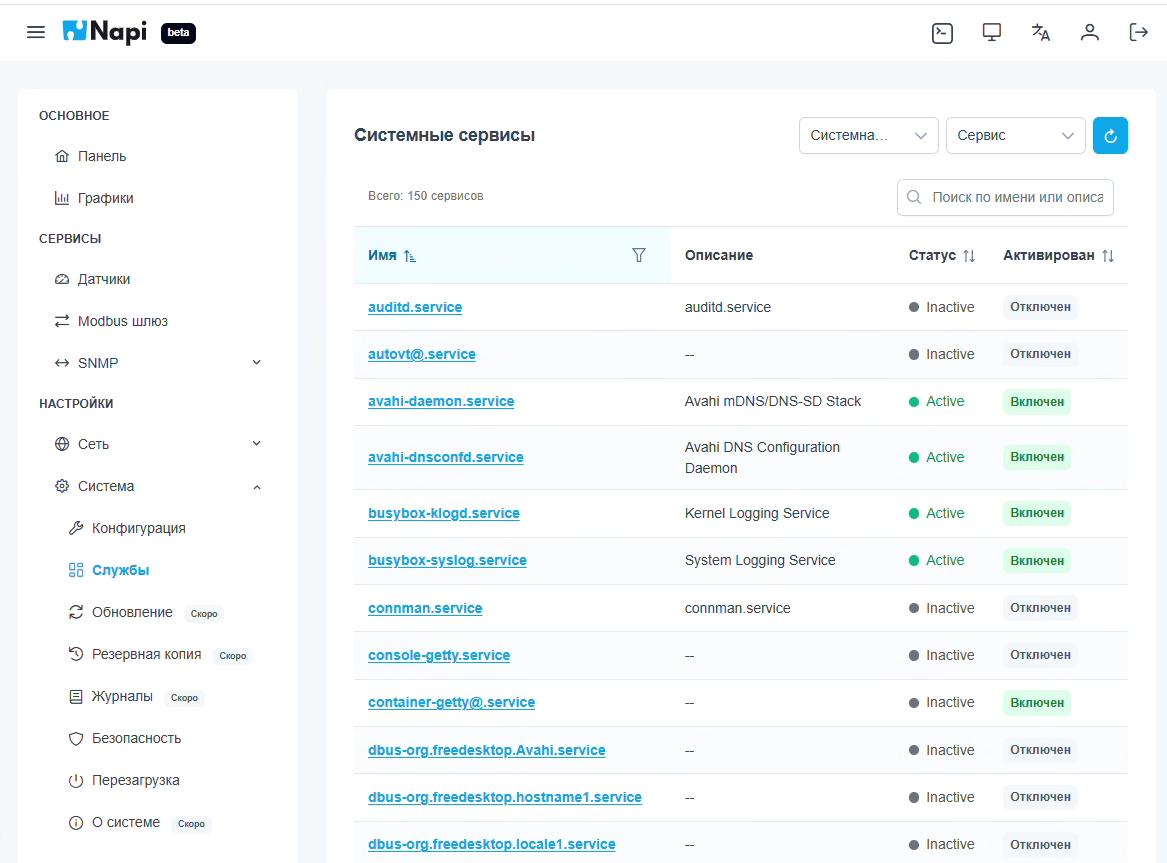 Napi beta
ОСНОВНОЕ
Панель
Графики
СЕРВИСЫ
Датчики
Modbus шлюз
SNMP
НАСТРОЙКИ
Сеть
Система
Конфигурация
Службы
Обновление Скоро
Резервная копия Скоро
Журналы Скоро
Безопасность
Перезагрузка
О системе Скоро
Системные сервисы
Система...
Сервис
Всего: 150 сервисов
Поиск по имени или описа
Имя Описание Статус Активирован
auditd.service auditd.service Inactive Отключен
autovt@.service -- Inactive Отключен
avahi-daemon.service Avahi mDNS/DNS-SD Stack Active Включен
avahi-dnsconfd.service Avahi DNS Configuration Daemon Active Включен
busybox-klogd.service Kernel Logging Service Active Включен
busybox-syslog.service System Logging Service Active Включен
connman.service connman.service Inactive Отключен
console-getty.service -- Inactive Отключен
container-getty@.service -- Inactive Включен
dbus-org.freedesktop.Avahi.service -- Inactive Отключен
dbus-org.freedesktop.hostname1.service -- Inactive Отключен
dbus-org.freedesktop.locale1.service -- Inactive Отключен